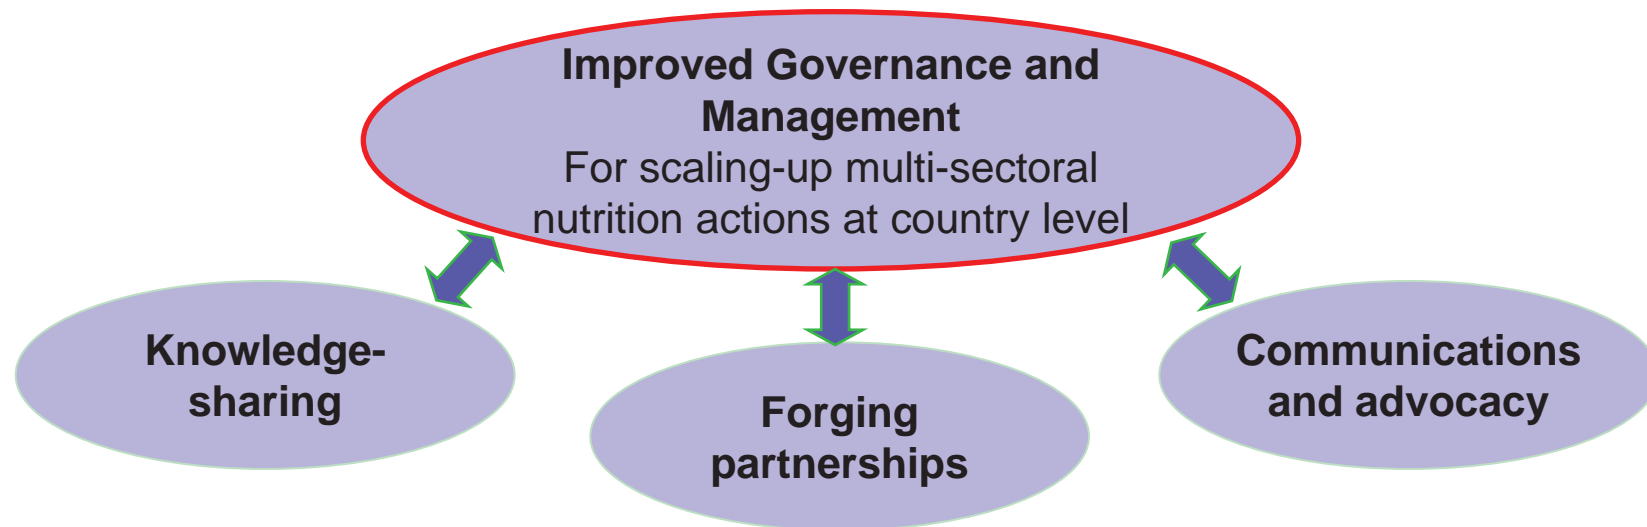 Improved Governance and
Management
For scaling-up multi-sectoral
nutrition actions at country level
Knowledge-
sharing
Forging
partnerships
Communications
and advocacy